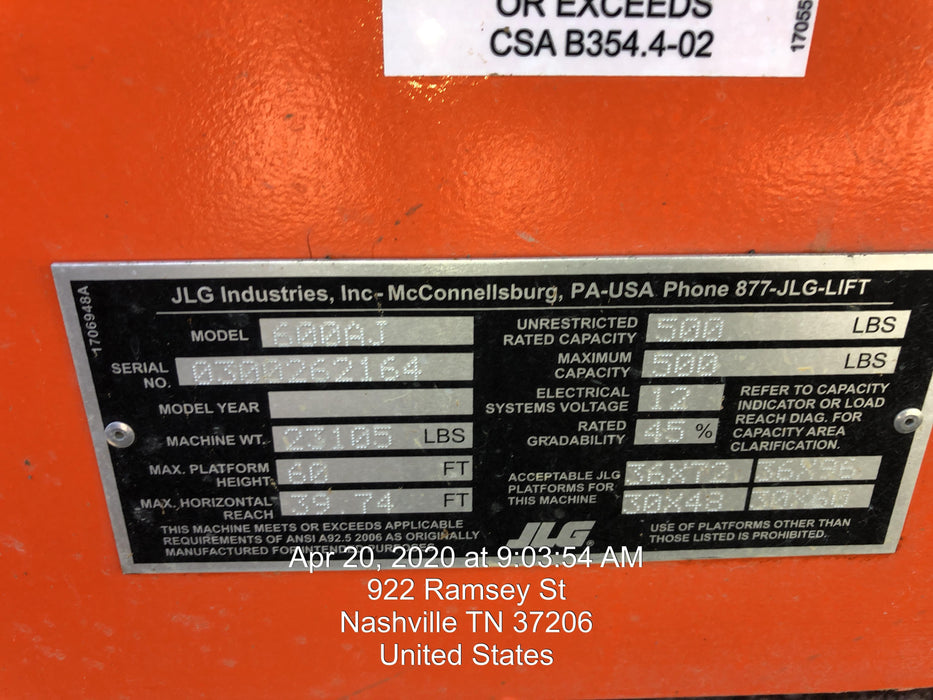 OR EXCEEDS
CSA B354.4-02
17055
1706948A
JLG Industries, Inc- McConnellsburg, PA-USA Phone 877-JLG-LIFT
MODEL 600AJ
SERIAL NO. 0300262164
MODEL YEAR
MACHINE WT. 23105 LBS
MAX. PLATFORM HEIGHT 60 FT
MAX. HORIZONTAL REACH 39.74 FT
THIS MACHINE MEETS OR EXCEEDS APPLICABLE
REQUIREMENTS OF ANSI A92.5 2006 AS ORIGINALLY
MANUFACTURED FOR INTENDED PURPOSES
UNRESTRICTED RATED CAPACITY 500 LBS
MAXIMUM CAPACITY 500 LBS
ELECTRICAL SYSTEMS VOLTAGE 12
RATED GRADABILITY 45 %
REFER TO CAPACITY
INDICATOR OR LOAD
REACH DIAG. FOR
CAPACITY AREA
CLARIFICATION.
ACCEPTABLE JLG
PLATFORMS FOR
THIS MACHINE
36X72 36X96
30X48 30X60
JLG®
USE OF PLATFORMS OTHER THAN
THOSE LISTED IS PROHIBITED.
Apr 20, 2020 at 9:03:54 AM
922 Ramsey St
Nashville TN 37206
United States